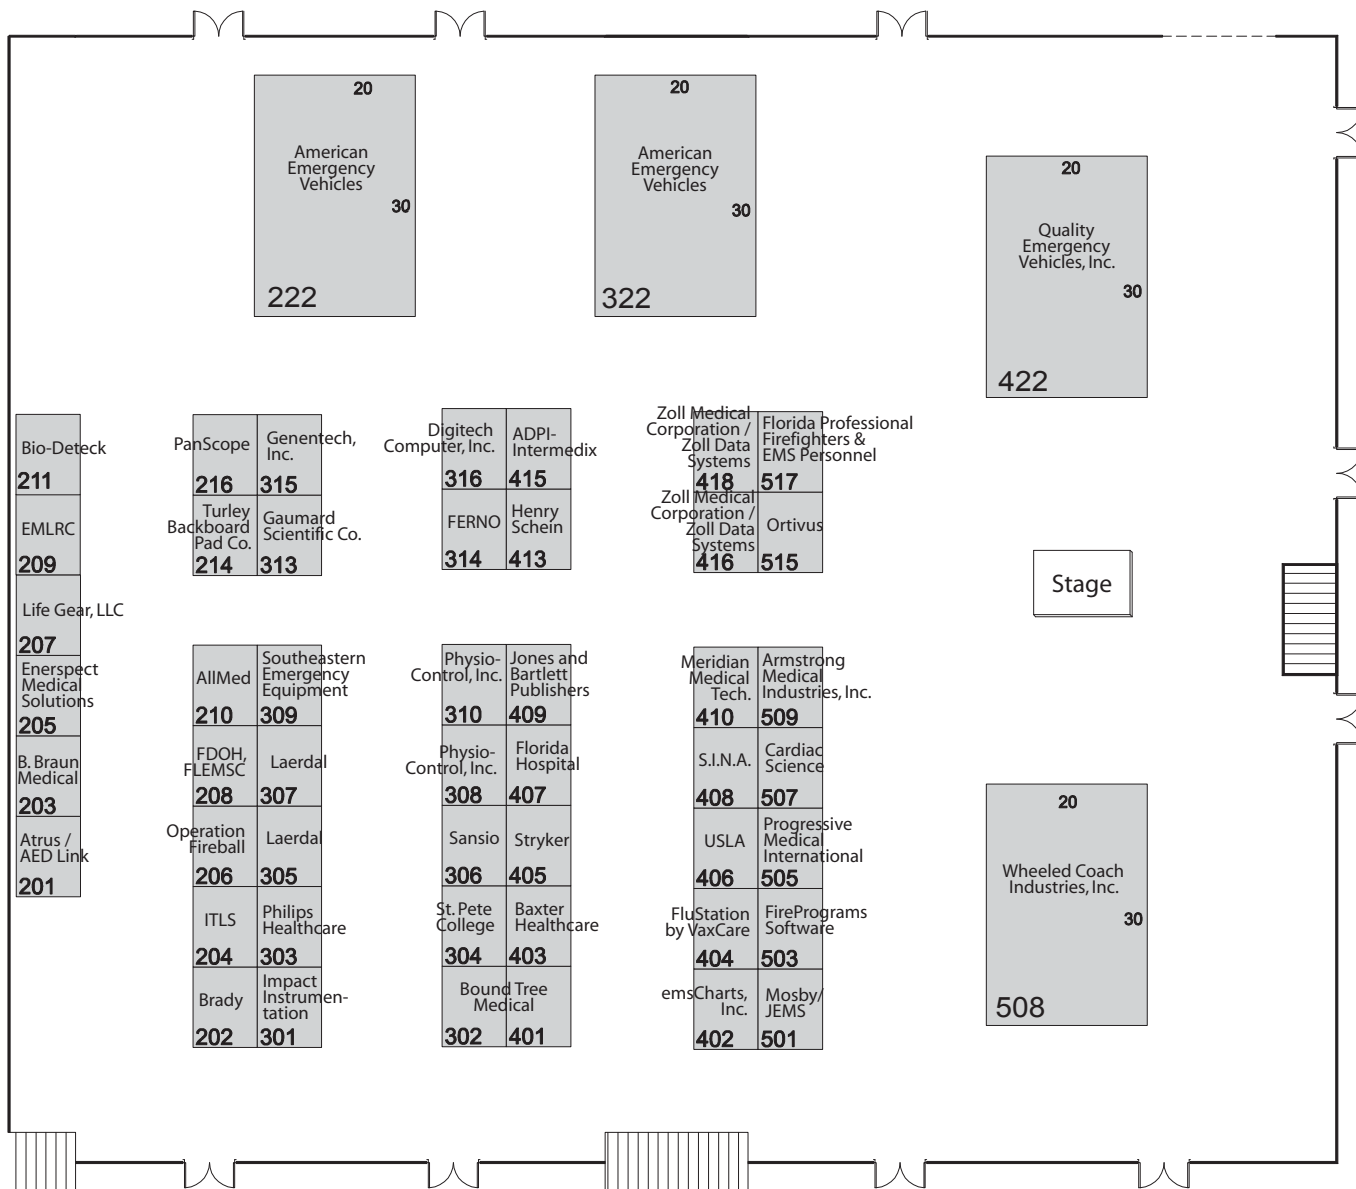 20
American
Emergency
Vehicles
30
222
20
American
Emergency
Vehicles
30
322
20
Quality
Emergency
Vehicles, Inc.
30
422
Bio-Deteck
211
EMLRC
209
Life Gear, LLC
207
Enerspect
Medical
Solutions
205
B. Braun
Medical
203
Atrus /
AED Link
201
PanScope
216
Genentech,
Inc.
315
Turley
Backboard
Pad Co.
214
Gaumard
Scientific Co.
313
Digitech
Computer, Inc.
316
ADPI-
Intermedix
415
FERNO
314
Henry
Schein
413
Zoll Medical
Corporation /
Zoll Data
Systems
418
Florida Professional
Firefighters &
EMS Personnel
517
Zoll Medical
Corporation /
Zoll Data
Systems
416
Ortivus
515
Stage
AllMed
210
Southeastern
Emergency
Equipment
309
FDOH,
FLEMSC
208
Laerdal
307
Operation
Fireball
206
Laerdal
305
ITLS
204
Philips
Healthcare
303
Brady
202
Impact
Instrumen-
tation
301
Physio-
Control, Inc.
310
Jones and
Bartlett
Publishers
409
Physio-
Control, Inc.
308
Florida
Hospital
407
Sansio
306
Stryker
405
St. Pete
College
304
Baxter
Healthcare
403
Bound Tree
Medical
302
401
Meridian
Medical
Tech.
410
Armstrong
Medical
Industries, Inc.
509
S.I.N.A.
408
Cardiac
Science
507
USLA
406
Progressive
Medical
International
505
FluStation
by VaxCare
404
FirePrograms
Software
503
emsCharts,
Inc.
402
Mosby/
JEMS
501
20
Wheeled Coach
Industries, Inc.
30
508